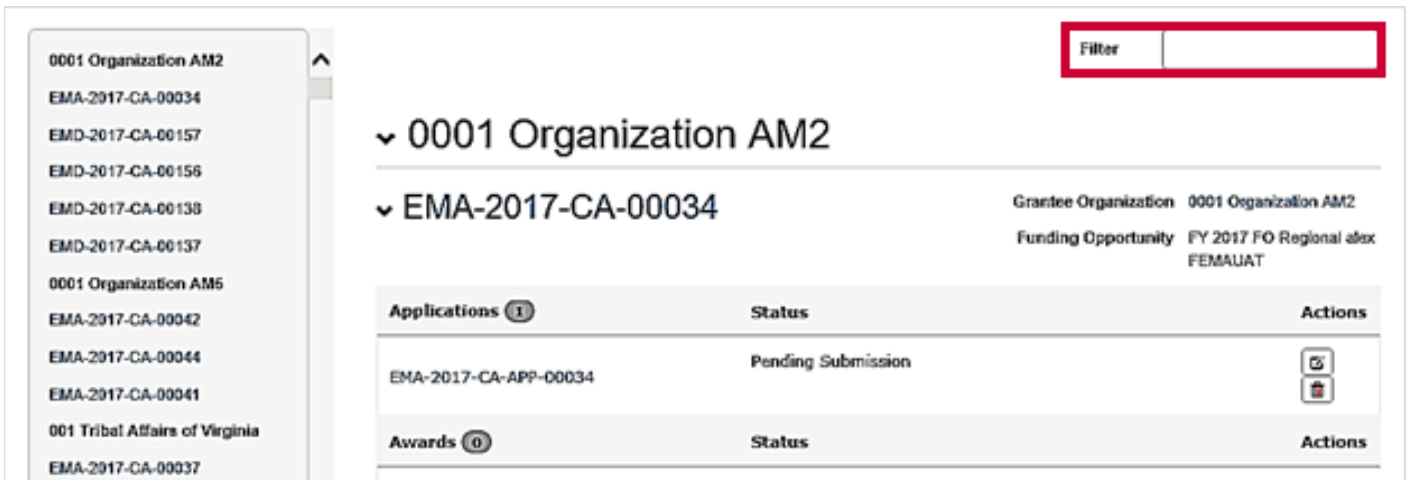 0001 Organization AM2
EMA-2017-CA-00034
EMD-2017-CA-00157
EMD-2017-CA-00156
EMD-2017-CA-00138
EMD-2017-CA-00137
0001 Organization AM5
EMA-2017-CA-00042
EMA-2017-CA-00044
EMA-2017-CA-00041
001 Tribal Affairs of Virginia
EMA-2017-CA-00037
Filter
0001 Organization AM2
EMA-2017-CA-00034
Grantee Organization 0001 Organization AM2
Funding Opportunity FY 2017 FO Regional alex
FEMAUAT
Applications 1 Status Actions
EMA-2017-CA-APP-00034 Pending Submission
Awards 0 Status Actions